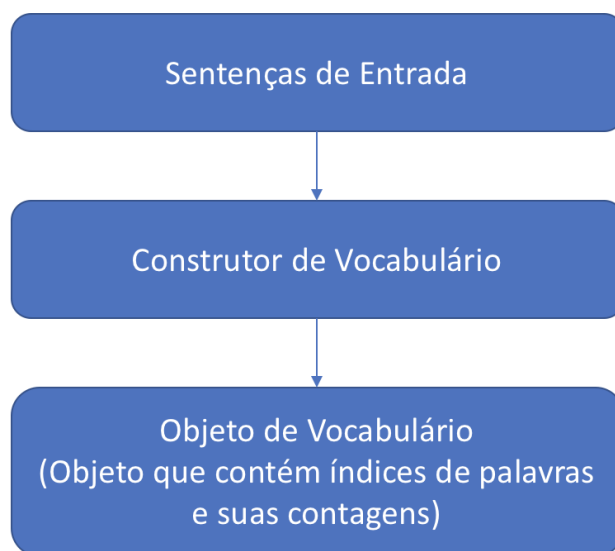 Sentenças de Entrada
Construtor de Vocabulário
Objeto de Vocabulário
(Objeto que contém índices de palavras
e suas contagens)